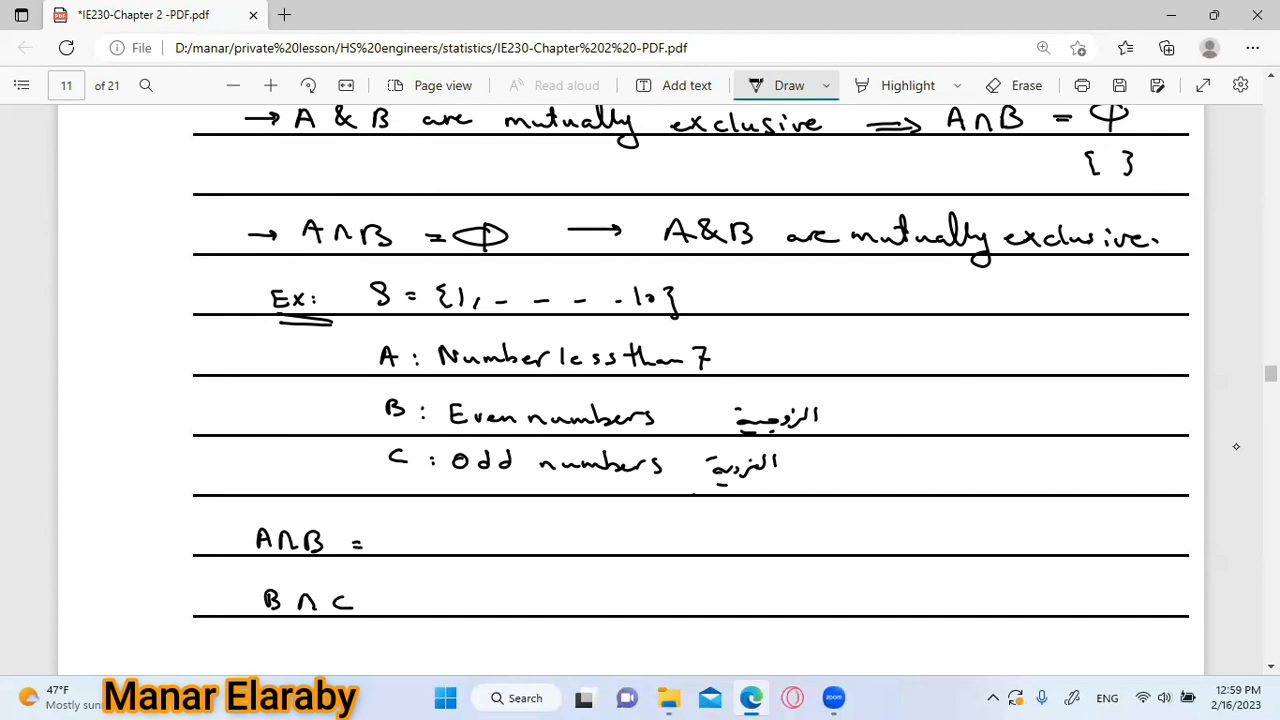 *IE230-Chapter 2 -PDF.pdf
File D:/manar/private%20lesson/HS%20engineers/statistics/IE230-Chapter%202%20-PDF.pdf
11 of 21 Page view Read aloud Add text Draw Highlight Erase
→ A & B are mutually exclusive ⟹ A∩B = Φ
{ }
→ A∩B = Φ → A&B are mutually exclusive.
Ex: S = {1, - - - - 10}
A : Number less than 7
B : Even numbers الزوجية
C : Odd numbers الفردية
A∩B =
B∩C
47°F
Mostly sunny
Manar Elaraby
Search
zoom
ENG
12:59 PM
2/16/2023